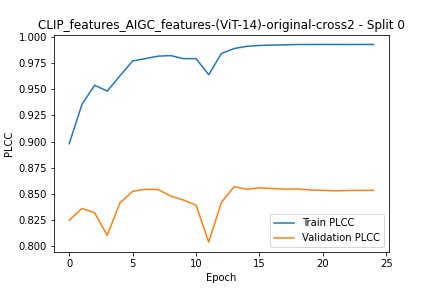 CLIP_features_AIGC_features-(ViT-14)-original-cross2 - Split 0
1.000
0.975
0.950
0.925
0.900
0.875
0.850
0.825
0.800
PLCC
Train PLCC
Validation PLCC
0 5 10 15 20 25
Epoch